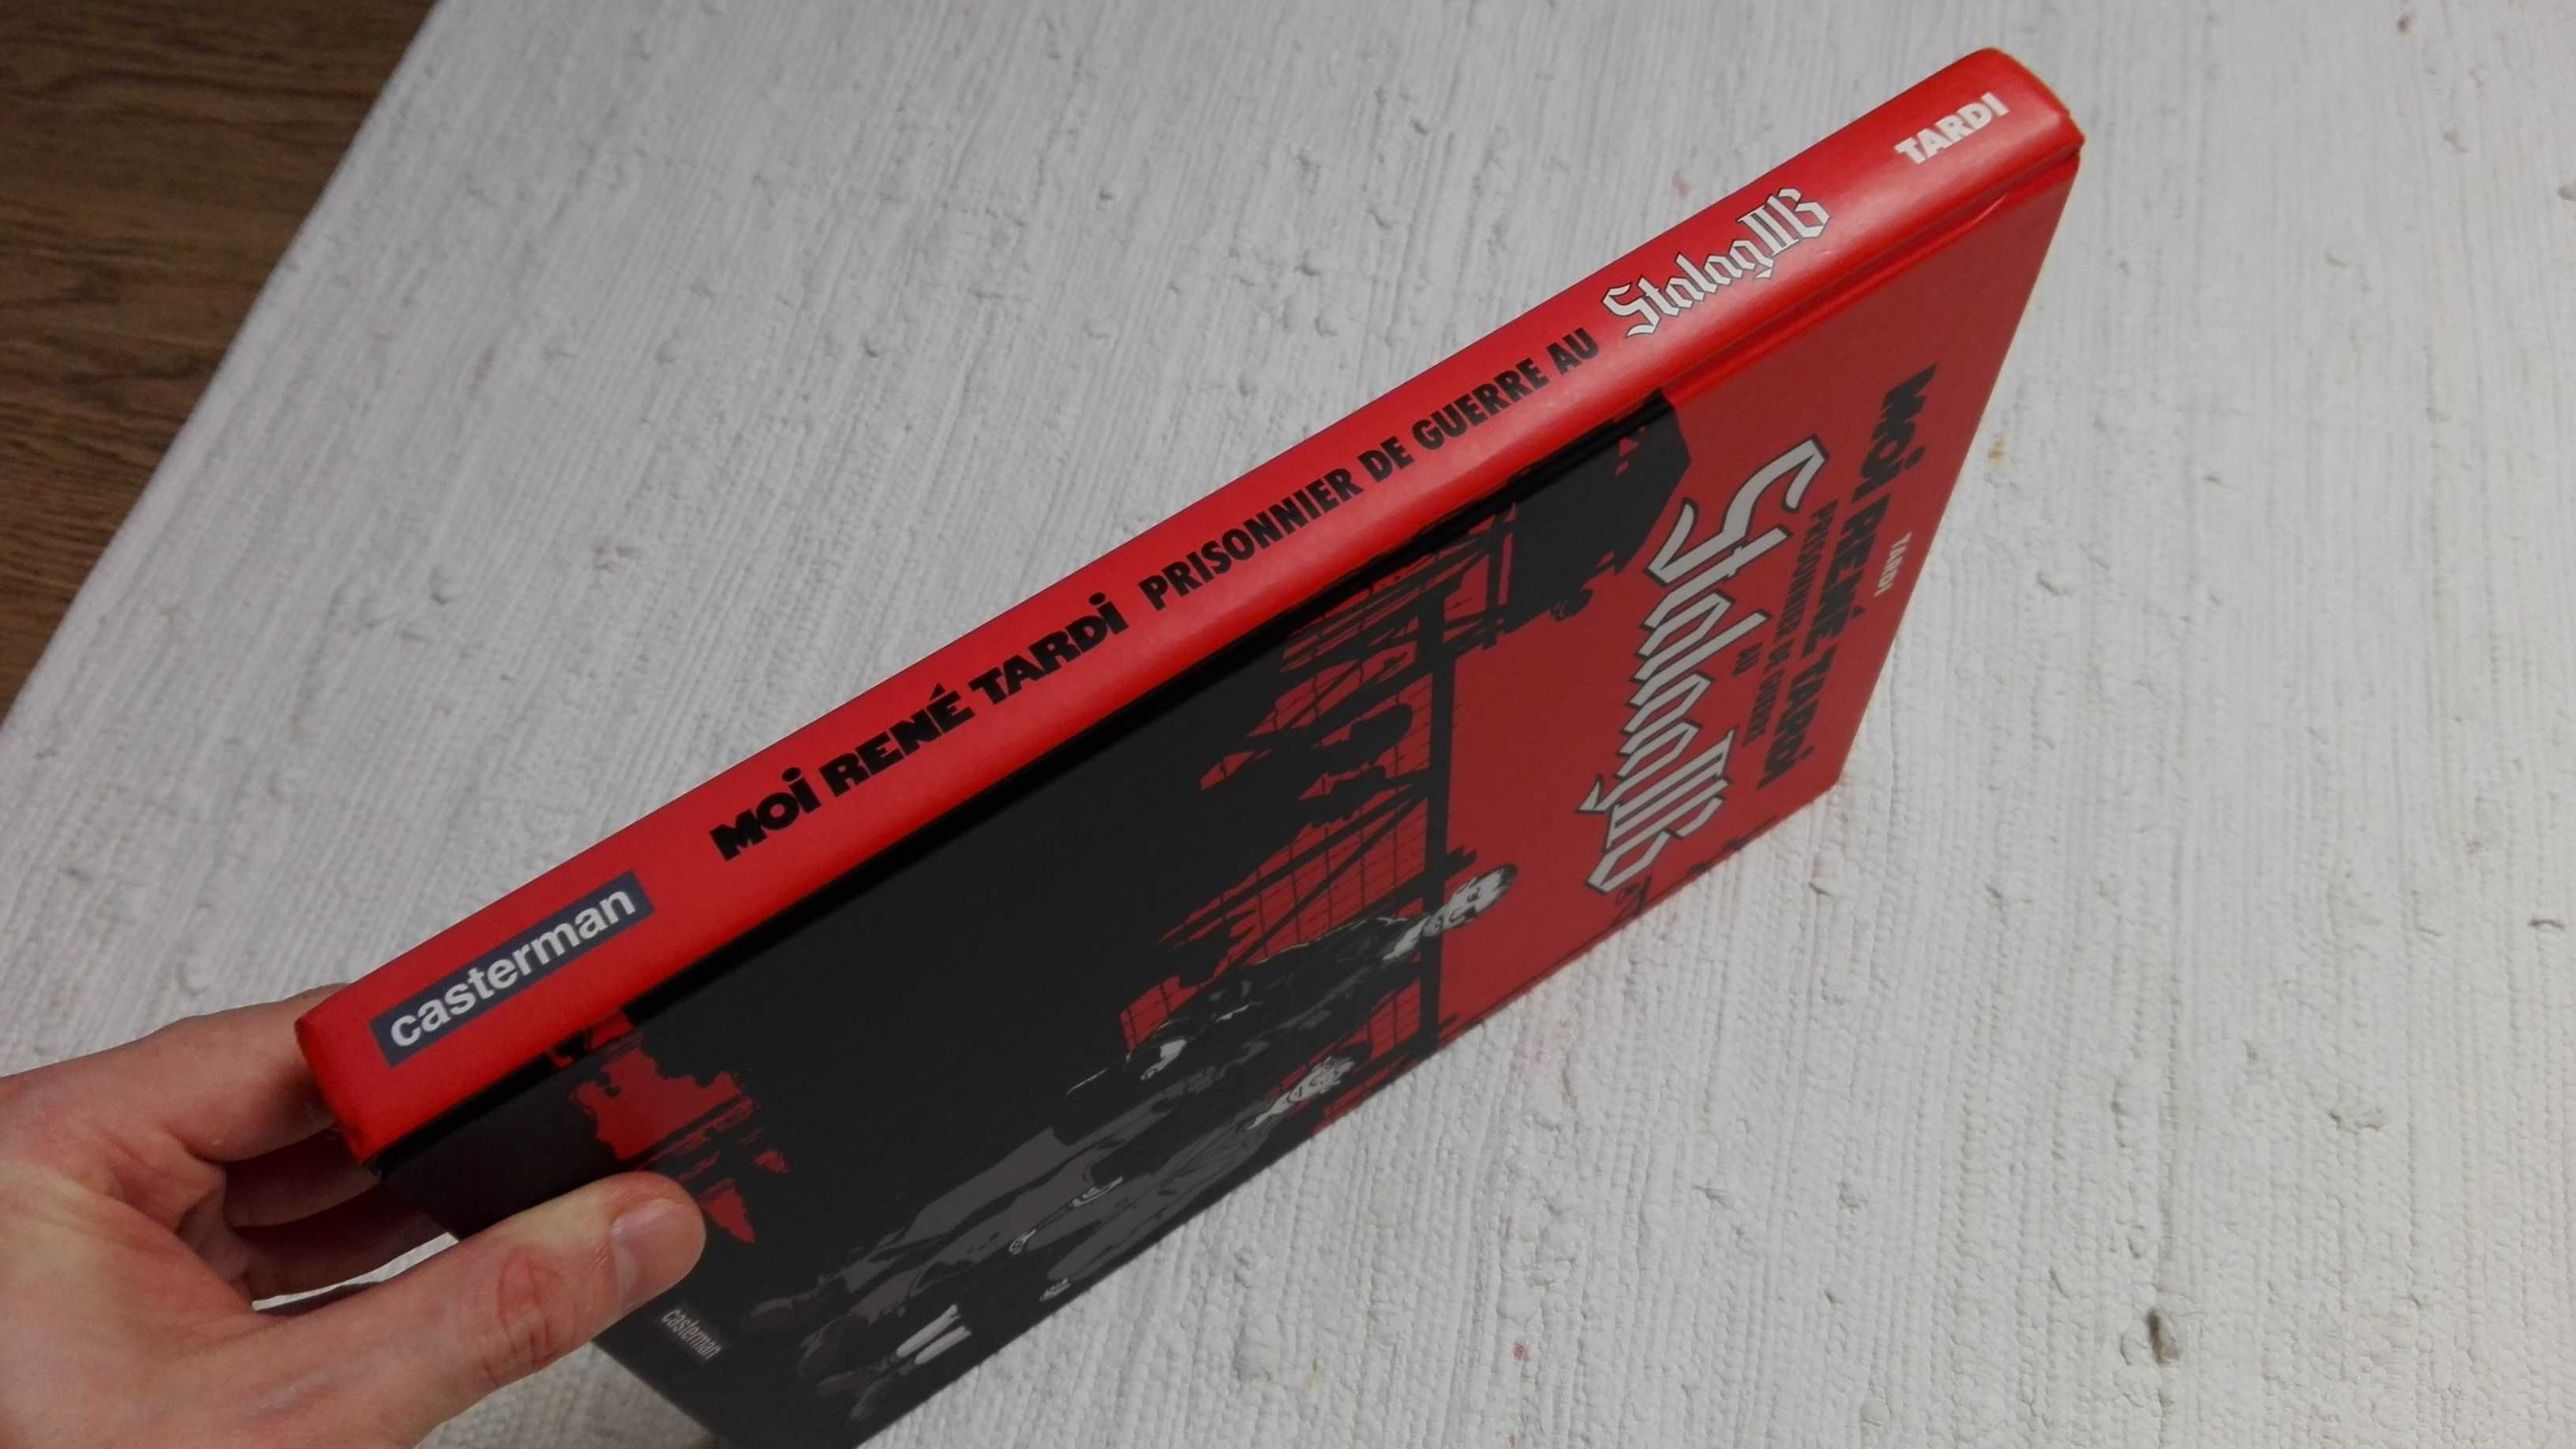 casterman
MOi RENÉ TARDi PRISONNIER DE GUERRE AU Stalag IIB
TARDI
TARDI
MOi RENÉ TARDi
PRISONNIER DE GUERRE
AU
Stalag IIB
casterman